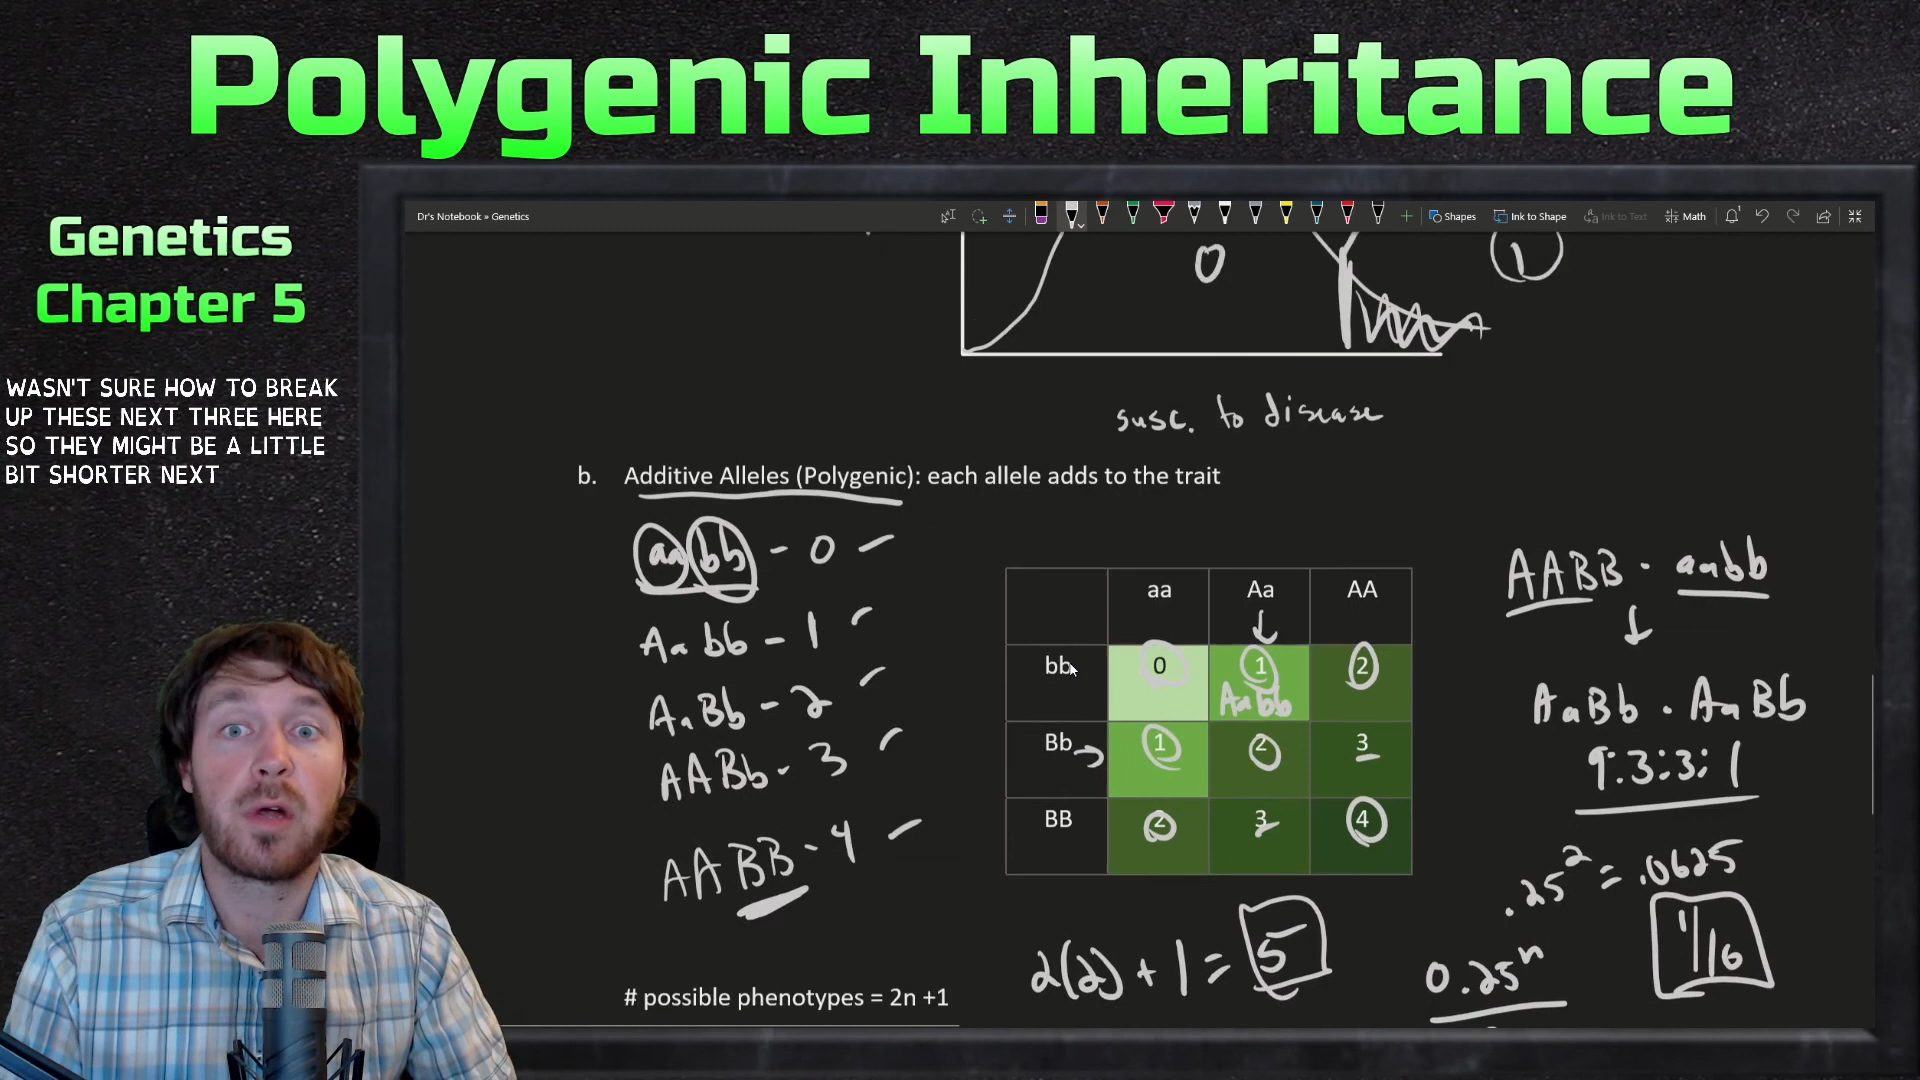 Polygenic Inheritance
Genetics
Chapter 5
WASN'T SURE HOW TO BREAK
UP THESE NEXT THREE HERE
SO THEY MIGHT BE A LITTLE
BIT SHORTER NEXT
Dr's Notebook » Genetics
Shapes
Ink to Shape
Ink to Text
Math
0
1
susc. to disease
b. Additive Alleles (Polygenic): each allele adds to the trait
aabb - 0
Aabb - 1
AaBb - 2
AABb - 3
AABB - 4
aa Aa AA
bb 0 1 2
Aabb
Bb 1 2 3
BB 2 3 4
AABB · aabb
AaBb · AaBb
9:3:3:1
.25² = .0625
1/16
0.25ⁿ
2(2) + 1 = 5
# possible phenotypes = 2n +1